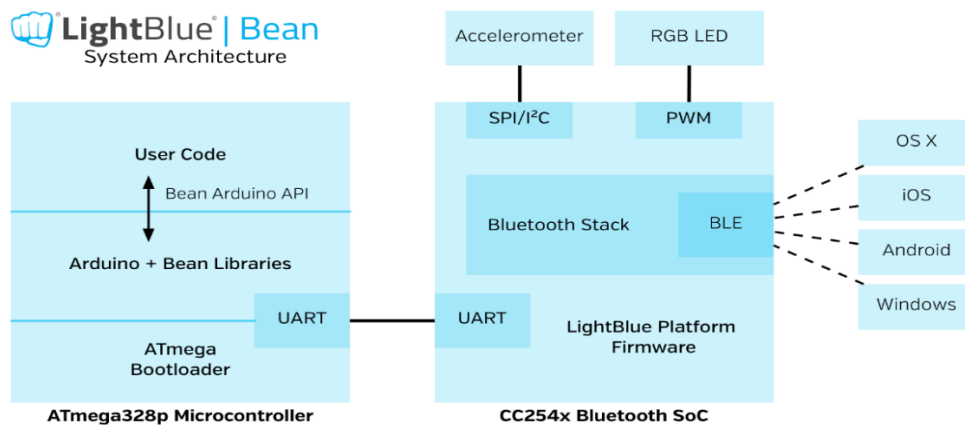 LightBlue® | Bean
System Architecture
Accelerometer
RGB LED
SPI/I²C
PWM
User Code
Bean Arduino API
Arduino + Bean Libraries
UART
ATmega
Bootloader
ATmega328p Microcontroller
Bluetooth Stack
BLE
UART
LightBlue Platform
Firmware
CC254x Bluetooth SoC
OS X
iOS
Android
Windows